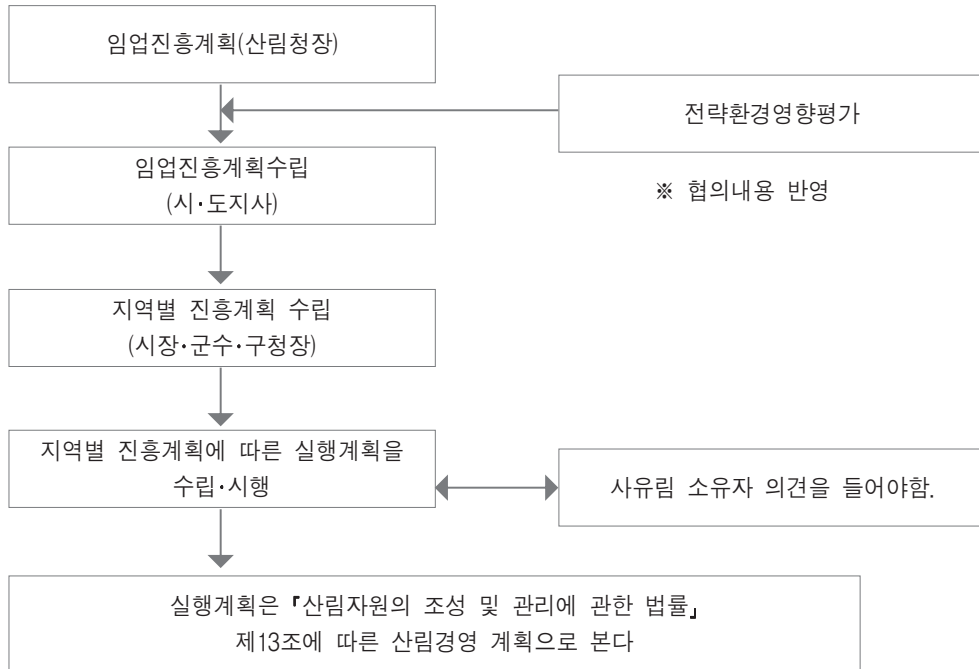 임업진흥계획(산림청장)
전략환경영향평가
임업진흥계획수립
(시·도지사)
※ 협의내용 반영
지역별 진흥계획 수립
(시장·군수·구청장)
지역별 진흥계획에 따른 실행계획을
수립·시행
사유림 소유자 의견을 들어야함.
실행계획은 『산림자원의 조성 및 관리에 관한 법률』
제13조에 따른 산림경영 계획으로 본다